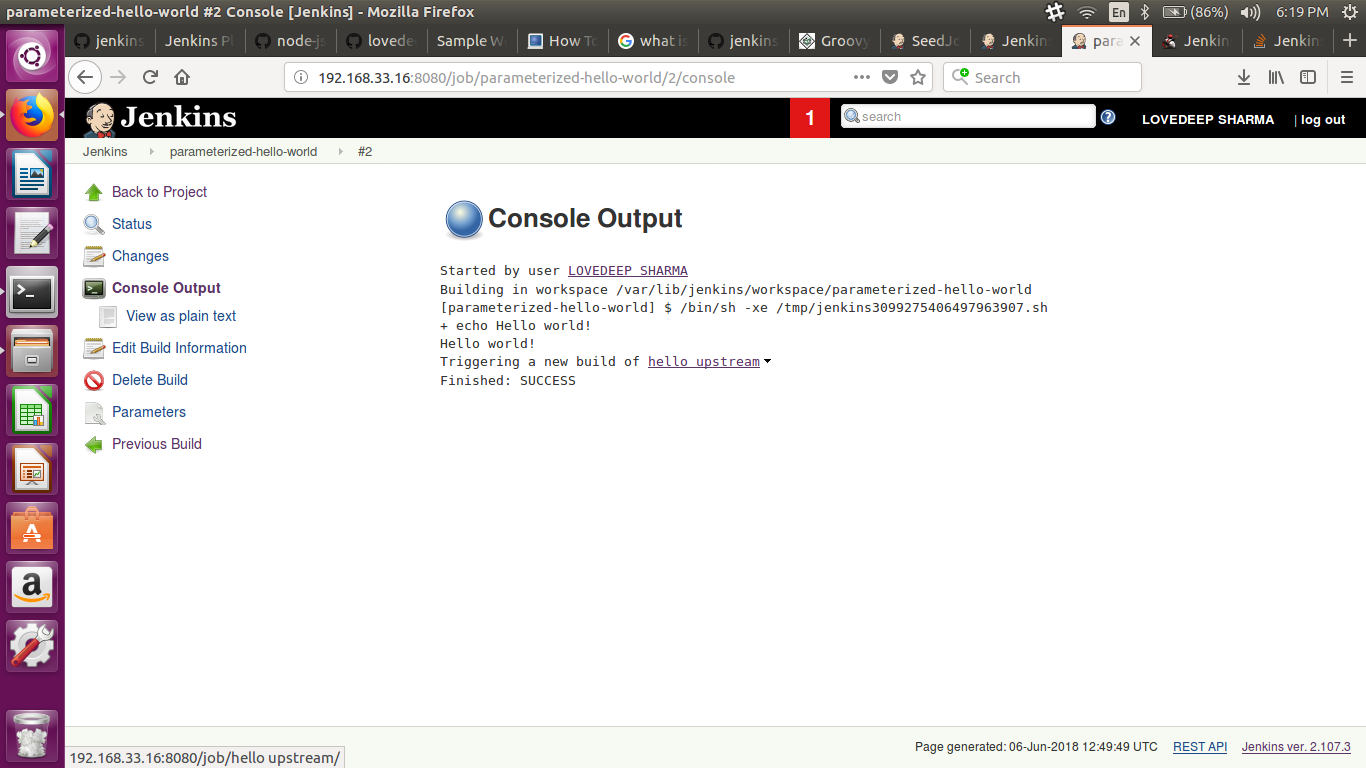 parameterized-hello-world #2 Console [Jenkins] - Mozilla Firefox
En
(86%)
6:19 PM
jenkins
Jenkins Pl
node-js
lovede
Sample W
How To
what is
jenkins
Groovy
SeedJo
Jenkins
para
Jenkin
Jenkins
192.168.33.16:8080/job/parameterized-hello-world/2/console
Search
Jenkins
1
search
LOVEDEEP SHARMA
| log out
Jenkins
parameterized-hello-world
#2
Back to Project
Status
Changes
Console Output
View as plain text
Edit Build Information
Delete Build
Parameters
Previous Build
Console Output
Started by user LOVEDEEP SHARMA
Building in workspace /var/lib/jenkins/workspace/parameterized-hello-world
[parameterized-hello-world] $ /bin/sh -xe /tmp/jenkins3099275406497963907.sh
+ echo Hello world!
Hello world!
Triggering a new build of hello upstream
Finished: SUCCESS
Page generated: 06-Jun-2018 12:49:49 UTC
REST API
Jenkins ver. 2.107.3
192.168.33.16:8080/job/hello upstream/